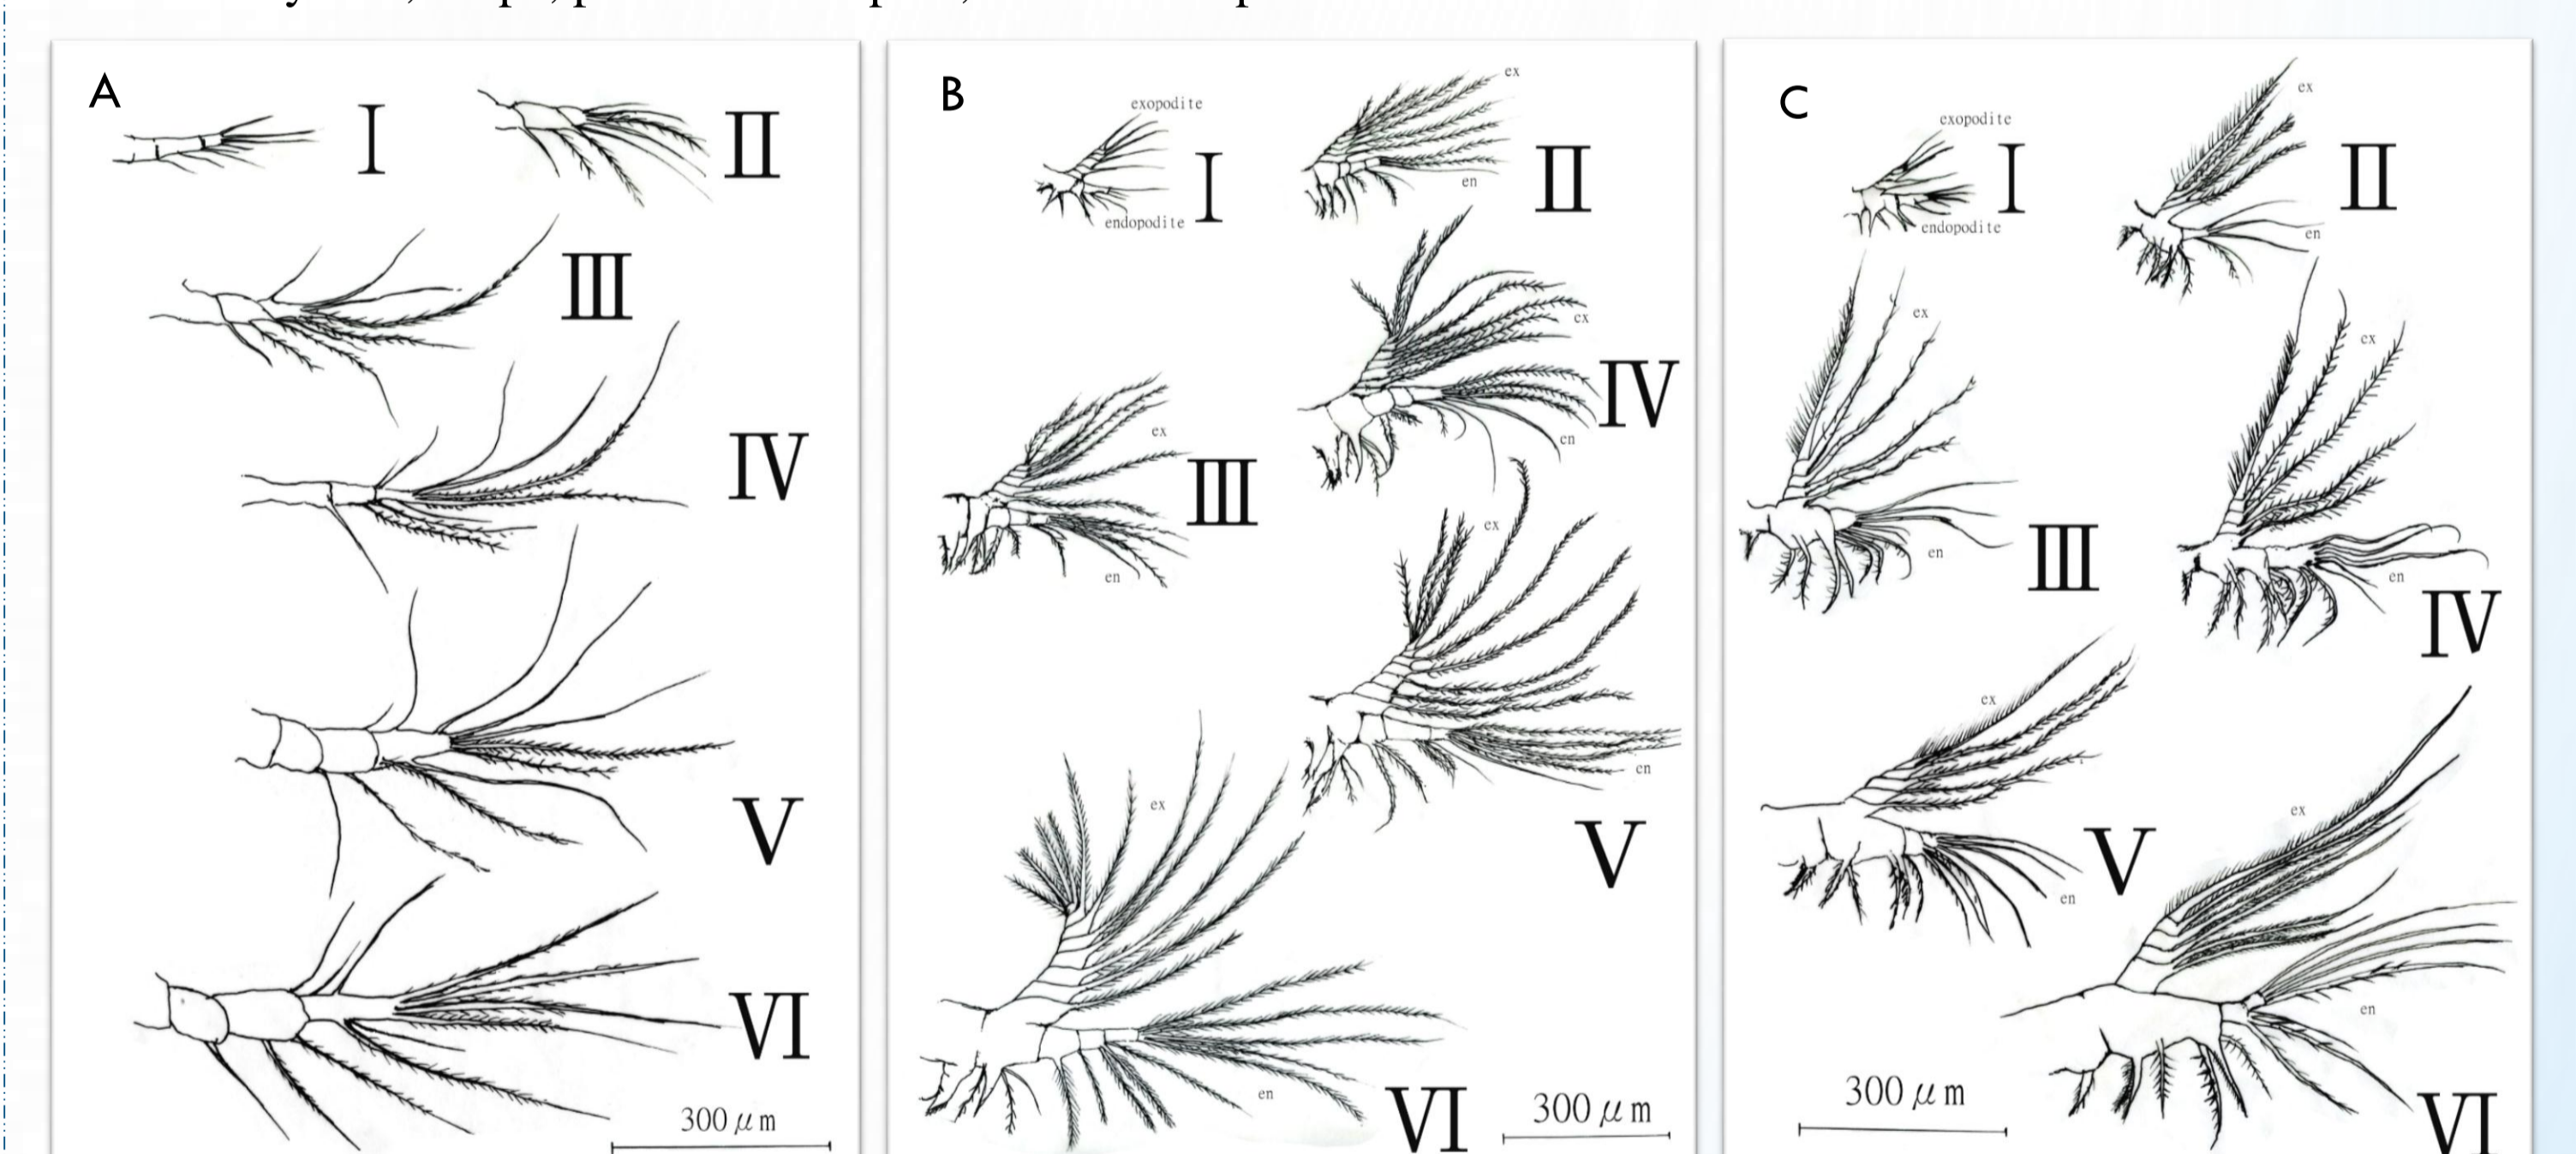 A
I
II
III
IV
V
VI
300 μm
B
exopodite
endopodite
I
ex
en
II
ex
en
III
ex
en
IV
ex
en
V
ex
en
VI
300 μm
C
exopodite
endopodite
I
ex
en
II
ex
en
III
ex
en
IV
ex
en
V
ex
en
VI
300 μm